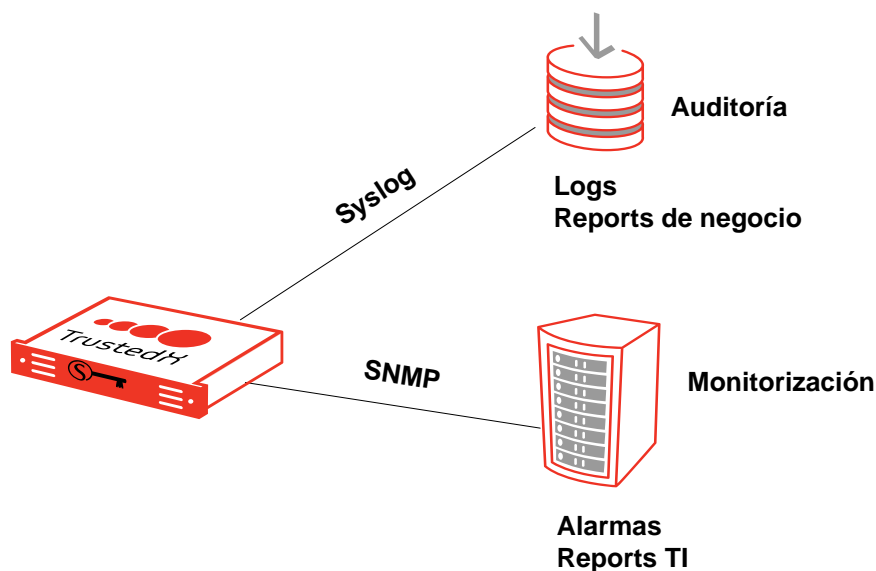 Auditoría
Syslog
Logs
Reports de negocio
TrustedX
S
SNMP
Monitorización
Alarmas
Reports TI